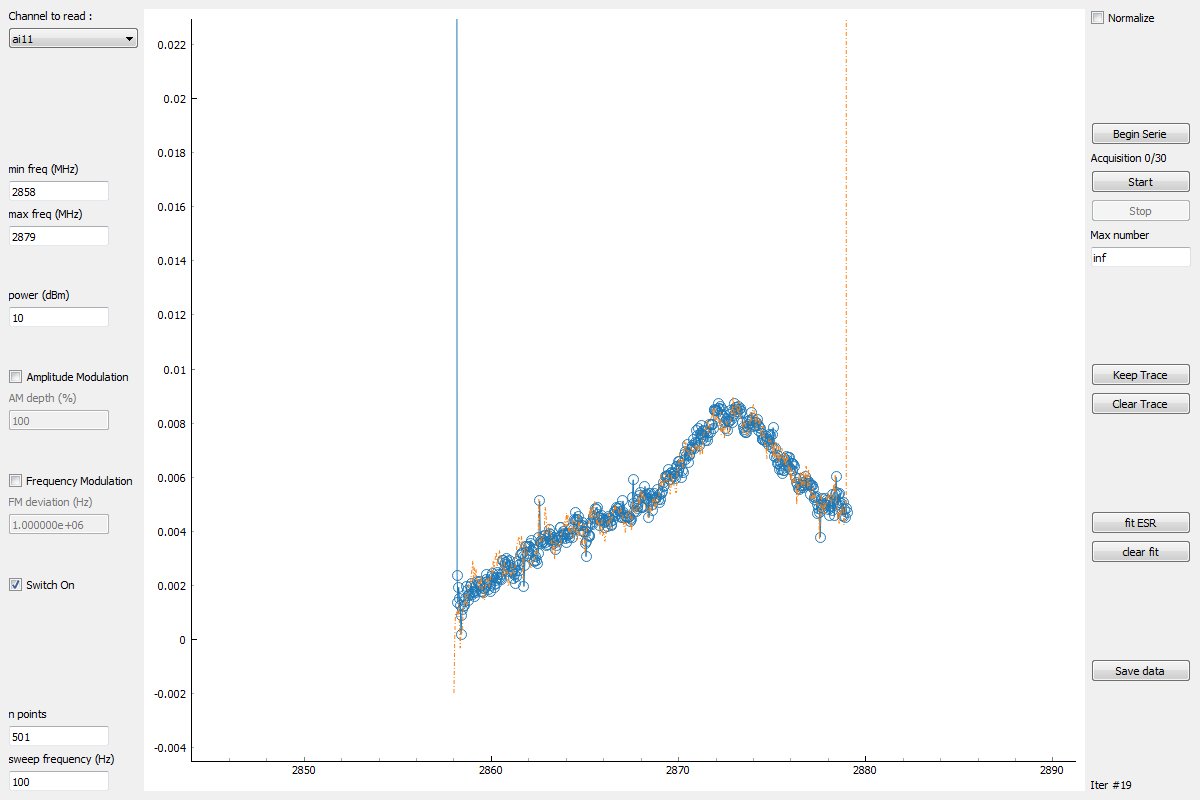 Channel to read :
ai11
min freq (MHz)
2858
max freq (MHz)
2879
power (dBm)
10
Amplitude Modulation
AM depth (%)
100
Frequency Modulation
FM deviation (Hz)
1.000000e+06
Switch On
n points
501
sweep frequency (Hz)
100
0.022
0.02
0.018
0.016
0.014
0.012
0.01
0.008
0.006
0.004
0.002
0
-0.002
-0.004
2850 2860 2870 2880 2890
Normalize
Begin Serie
Acquisition 0/30
Start
Stop
Max number
inf
Keep Trace
Clear Trace
fit ESR
clear fit
Save data
Iter #19